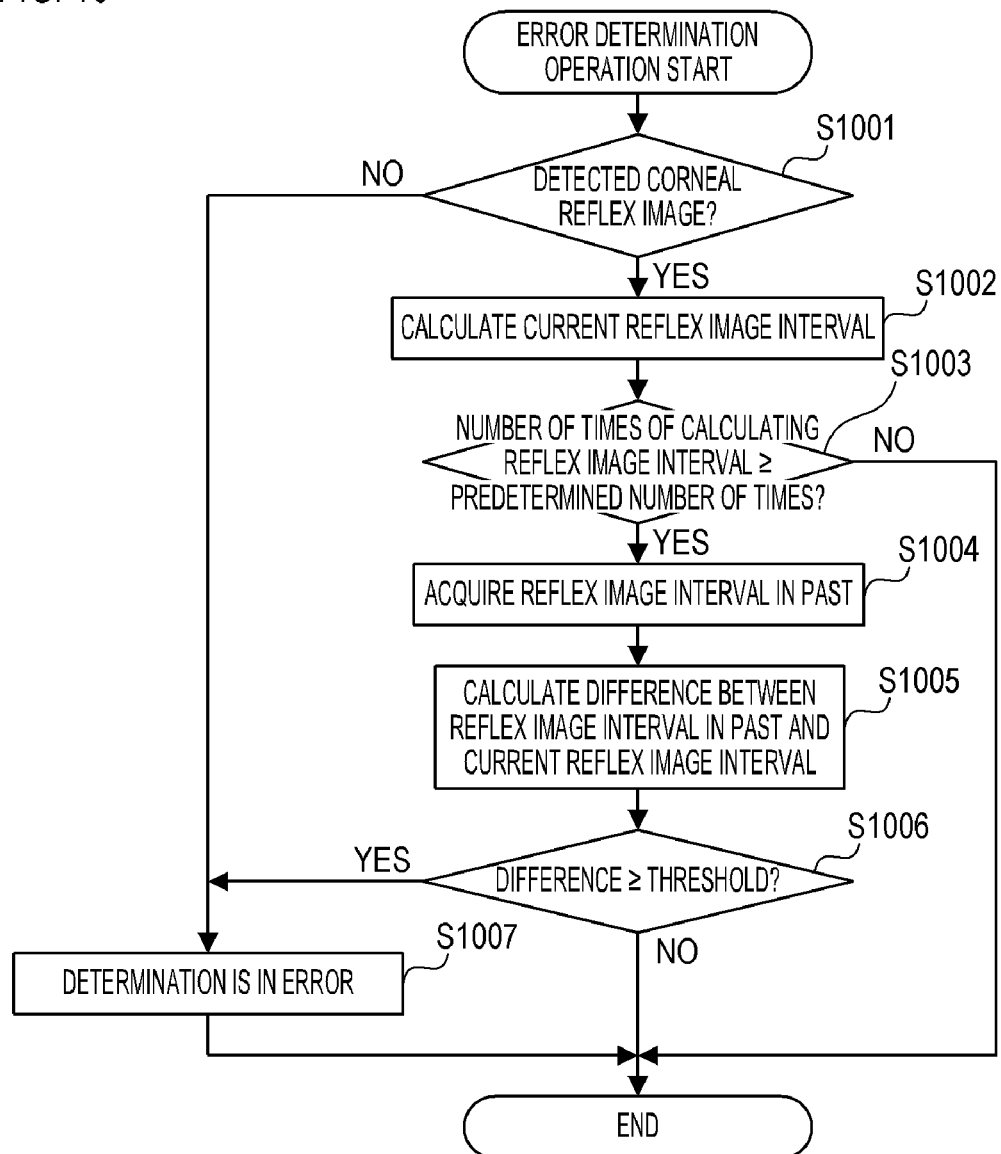 ERROR DETERMINATION
OPERATION START
S1001
NO
DETECTED CORNEAL
REFLEX IMAGE?
YES
S1002
CALCULATE CURRENT REFLEX IMAGE INTERVAL
S1003
NUMBER OF TIMES OF CALCULATING
REFLEX IMAGE INTERVAL ≥
PREDETERMINED NUMBER OF TIMES?
NO
YES
S1004
ACQUIRE REFLEX IMAGE INTERVAL IN PAST
S1005
CALCULATE DIFFERENCE BETWEEN
REFLEX IMAGE INTERVAL IN PAST AND
CURRENT REFLEX IMAGE INTERVAL
S1006
YES
DIFFERENCE ≥ THRESHOLD?
NO
S1007
DETERMINATION IS IN ERROR
END